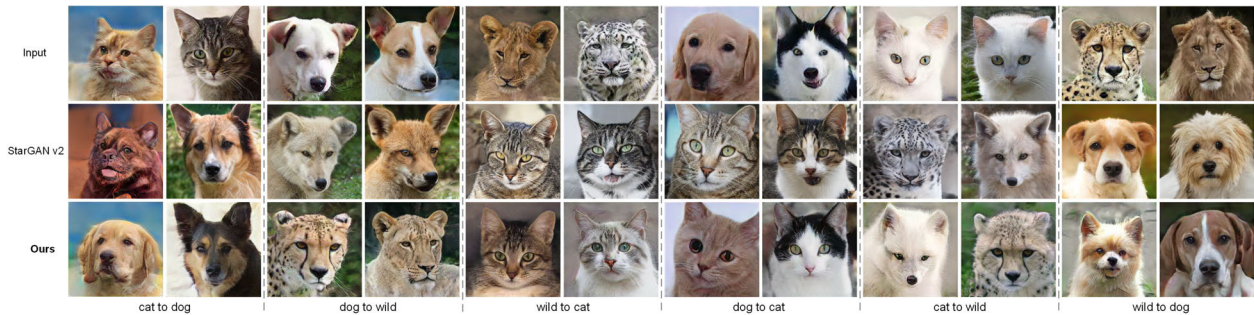 Input
StarGAN v2
Ours
cat to dog
dog to wild
wild to cat
dog to cat
cat to wild
wild to dog